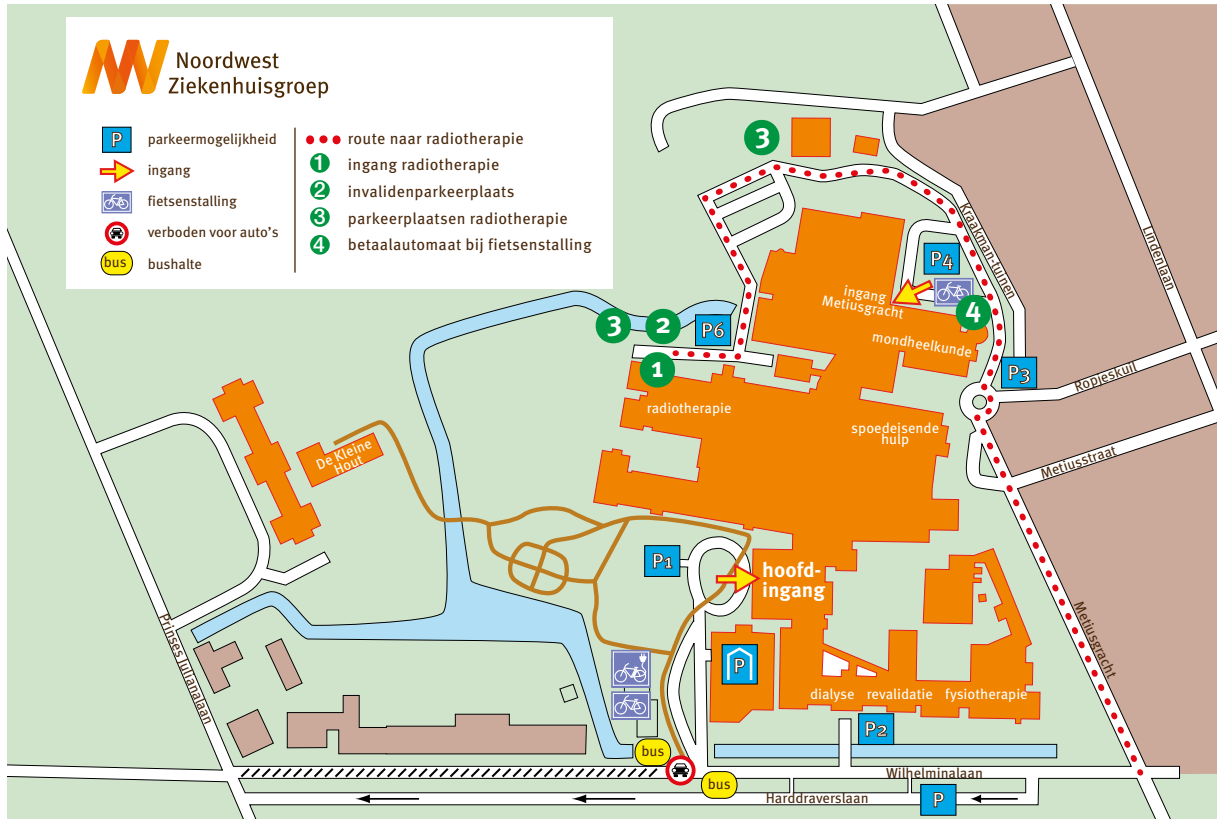 Noordwest
Ziekenhuisgroep
P parkeermogelijkheid
ingang
fietsenstalling
verboden voor auto's
bus bushalte
route naar radiotherapie
1 ingang radiotherapie
2 invalidenparkeerplaats
3 parkeerplaatsen radiotherapie
4 betaalautomaat bij fietsenstalling
3
Kraakman-tuinen
Lindenlaan
P4
ingang
Metiusgracht
4
mondheelkunde
3
2
P6
1
P3
Ropjeskuil
radiotherapie
spoedeisende
hulp
Metiusstraat
De Kleine
Hout
P1
hoofd-
ingang
Prinses Julianalaan
Metiusgracht
P
dialyse
revalidatie
fysiotherapie
P2
bus
bus
Wilhelminalaan
Harddraverslaan
P